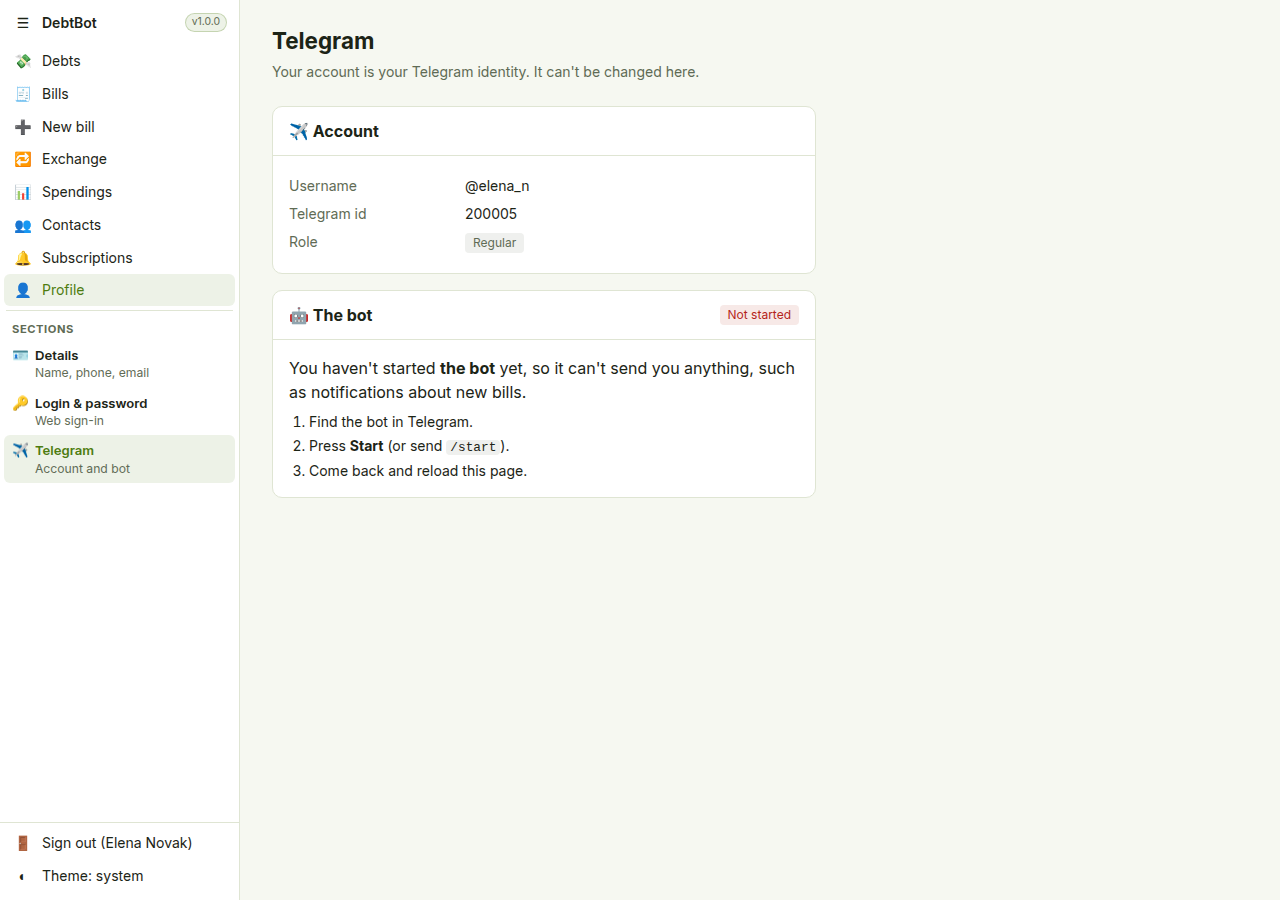 ☰ DebtBot v1.0.0
Debts
Bills
New bill
Exchange
Spendings
Contacts
Subscriptions
Profile
SECTIONS
Details
Name, phone, email
Login & password
Web sign-in
Telegram
Account and bot
Sign out (Elena Novak)
Theme: system
Telegram
Your account is your Telegram identity. It can't be changed here.
Account
Username @elena_n
Telegram id 200005
Role Regular
The bot Not started
You haven't started the bot yet, so it can't send you anything, such
as notifications about new bills.
1. Find the bot in Telegram.
2. Press Start (or send /start).
3. Come back and reload this page.